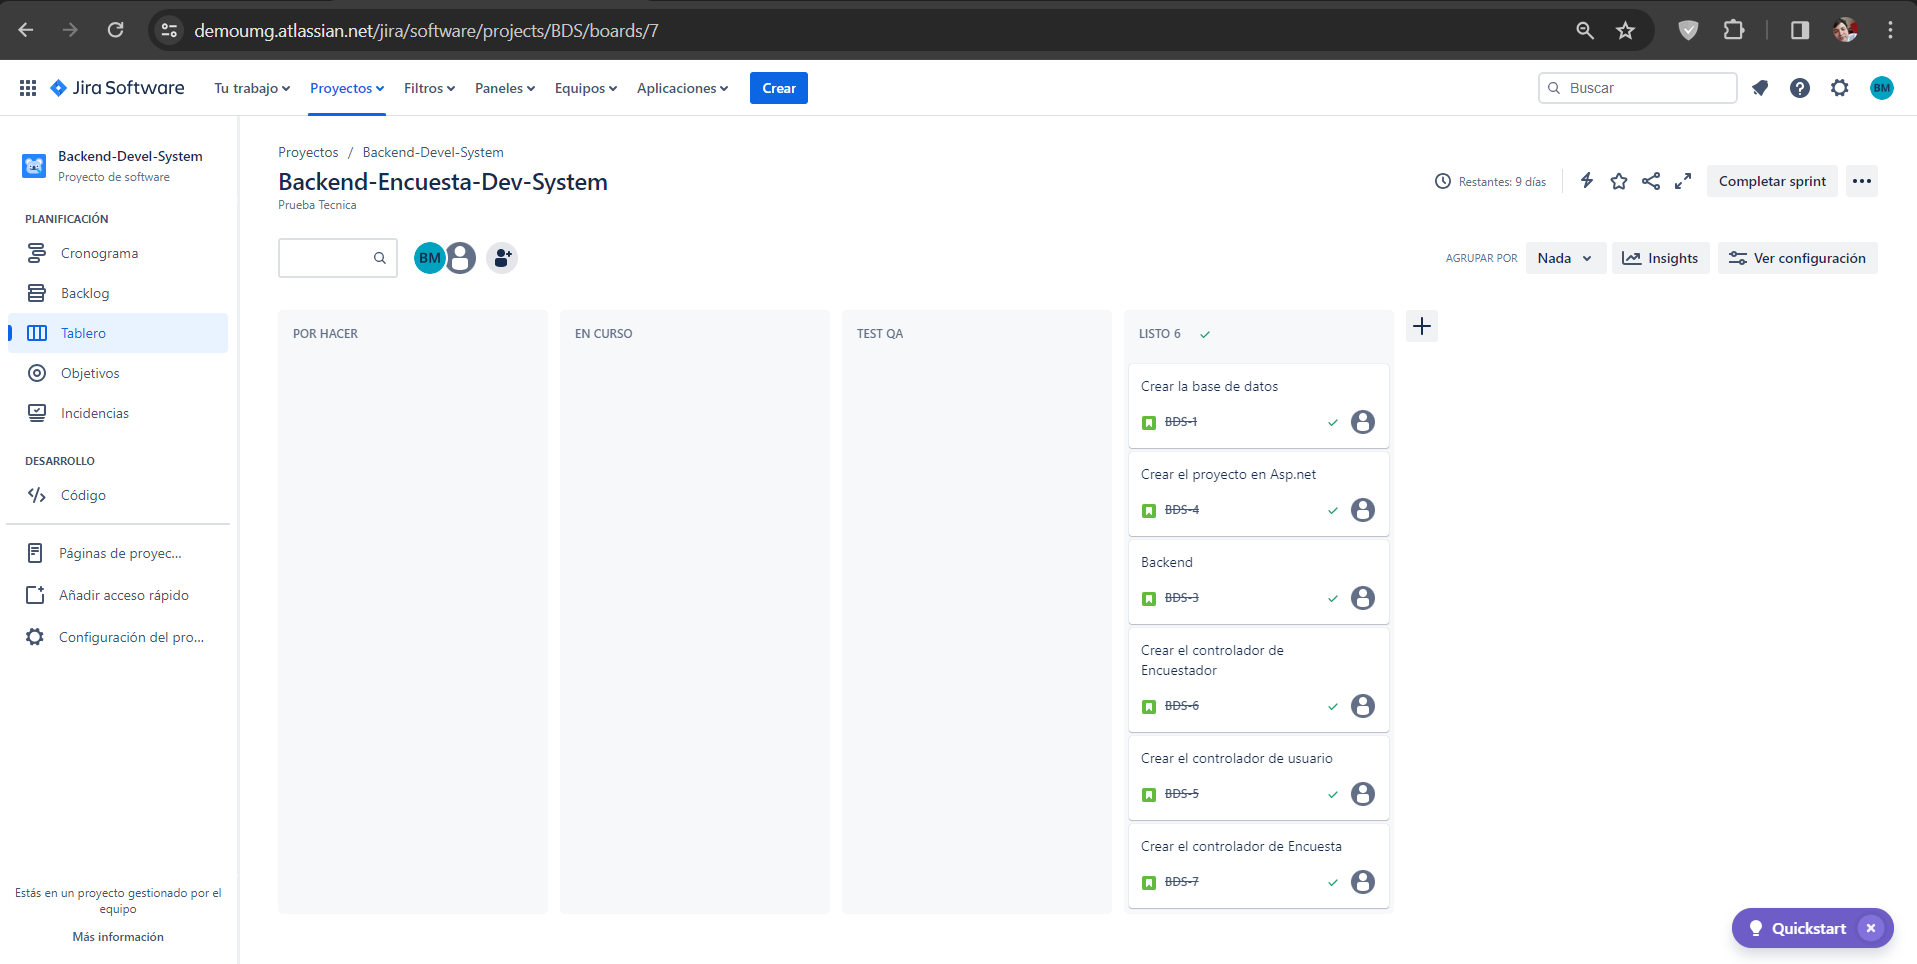 demoumg.atlassian.net/jira/software/projects/BDS/boards/7
Jira Software
Tu trabajo
Proyectos
Filtros
Paneles
Equipos
Aplicaciones
Crear
Buscar
BM
Backend-Devel-System
Proyecto de software
PLANIFICACIÓN
Cronograma
Backlog
Tablero
Objetivos
Incidencias
DESARROLLO
Código
Páginas de proyec...
Añadir acceso rápido
Configuración del pro...
Estás en un proyecto gestionado por el
equipo
Más información
Proyectos / Backend-Devel-System
Backend-Encuesta-Dev-System
Prueba Tecnica
Restantes: 9 días
Completar sprint
BM
AGRUPAR POR
Nada
Insights
Ver configuración
POR HACER
EN CURSO
TEST QA
LISTO 6
Crear la base de datos
BDS-1
Crear el proyecto en Asp.net
BDS-4
Backend
BDS-3
Crear el controlador de
Encuestador
BDS-6
Crear el controlador de usuario
BDS-5
Crear el controlador de Encuesta
BDS-7
Quickstart